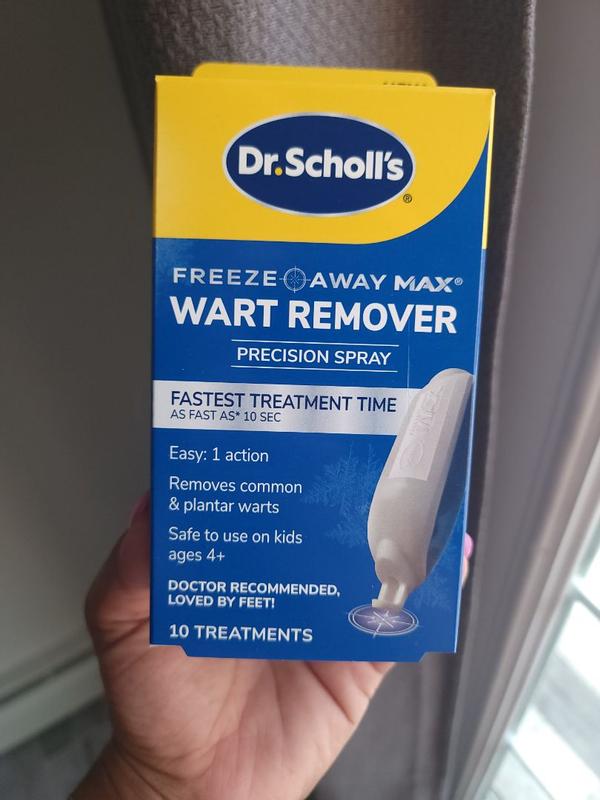 Dr.Scholl's®
FREEZE AWAY MAX®
WART REMOVER
PRECISION SPRAY
FASTEST TREATMENT TIME
AS FAST AS* 10 SEC
Easy: 1 action
Removes common
& plantar warts
Safe to use on kids
ages 4+
DOCTOR RECOMMENDED,
LOVED BY FEET!
10 TREATMENTS